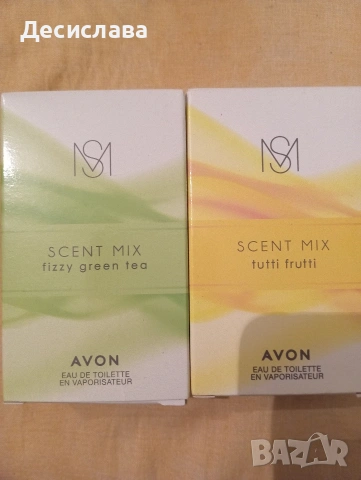 Десислава
SM
SCENT MIX
fizzy green tea
AVON
EAU DE TOILETTE
EN VAPORISATEUR
SM
SCENT MIX
tutti frutti
AVON
EAU DE TOILETTE
EN VAPORISATEUR
BAZAR